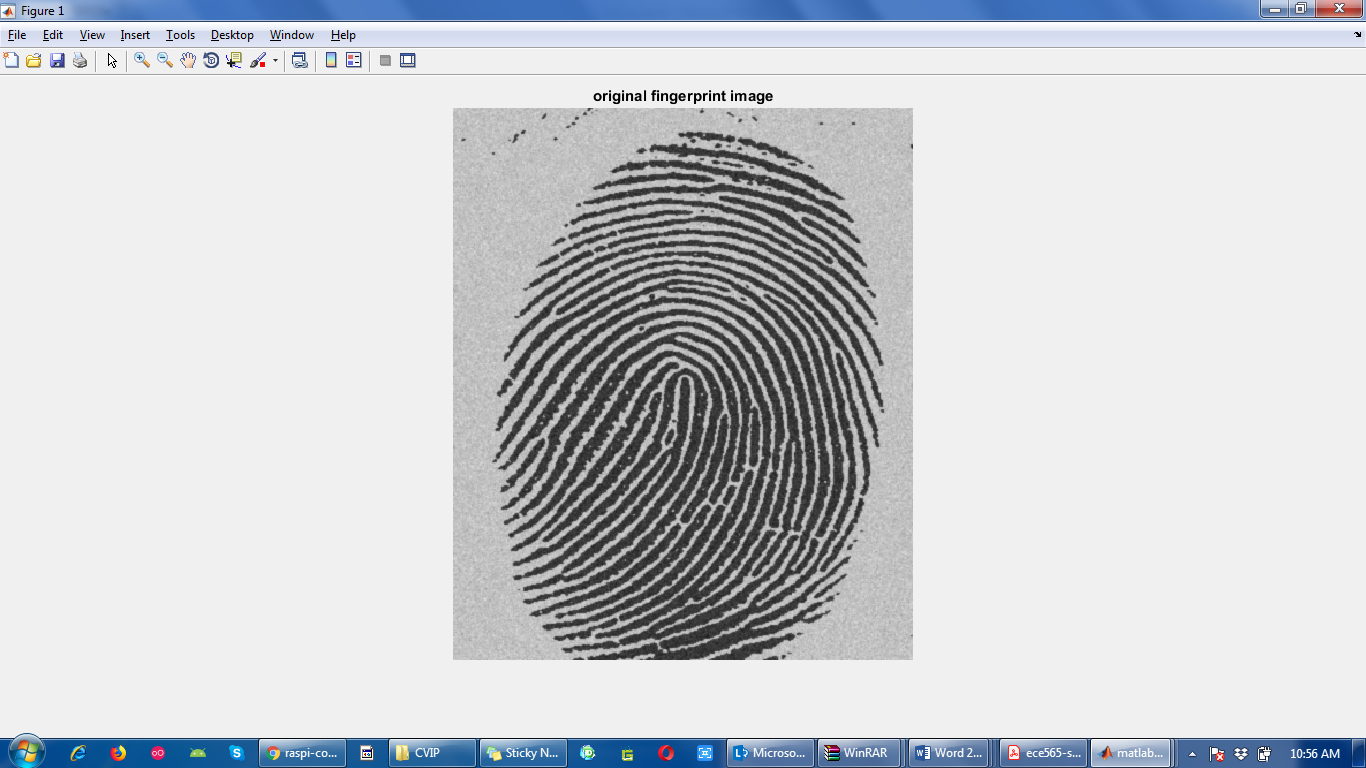 Figure 1
File Edit View Insert Tools Desktop Window Help
original fingerprint image
raspi-co... CVIP Sticky N... Microso... WinRAR Word 2... ece565-s... matlab... 10:56 AM